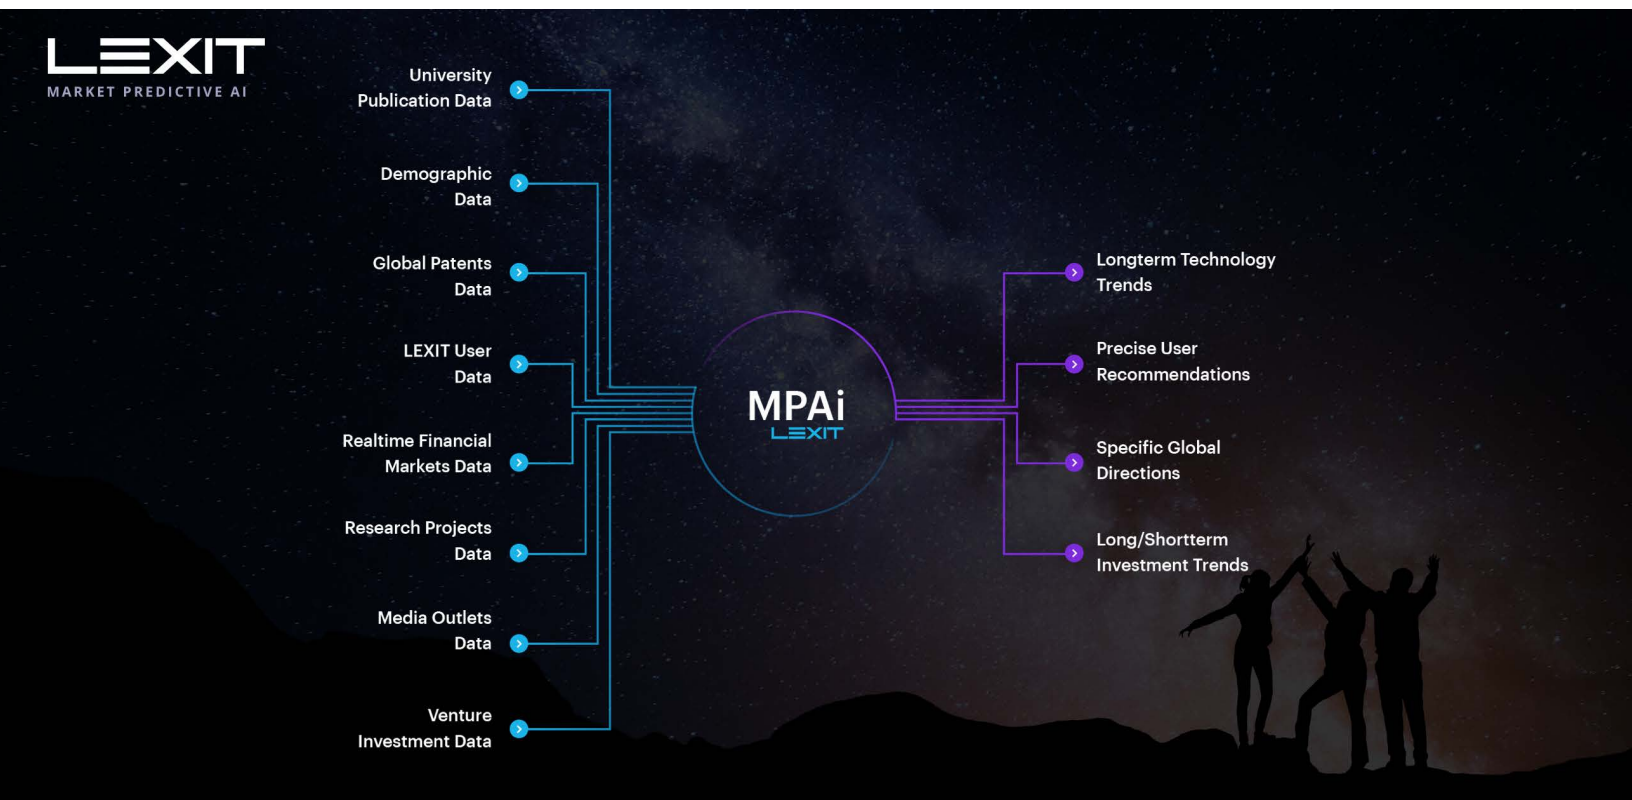 LEXIT
MARKET PREDICTIVE AI
University
Publication Data
Demographic
Data
Global Patents
Data
LEXIT User
Data
Realtime Financial
Markets Data
Research Projects
Data
Media Outlets
Data
Venture
Investment Data
MPAi
LEXIT
Longterm Technology
Trends
Precise User
Recommendations
Specific Global
Directions
Long/Shortterm
Investment Trends